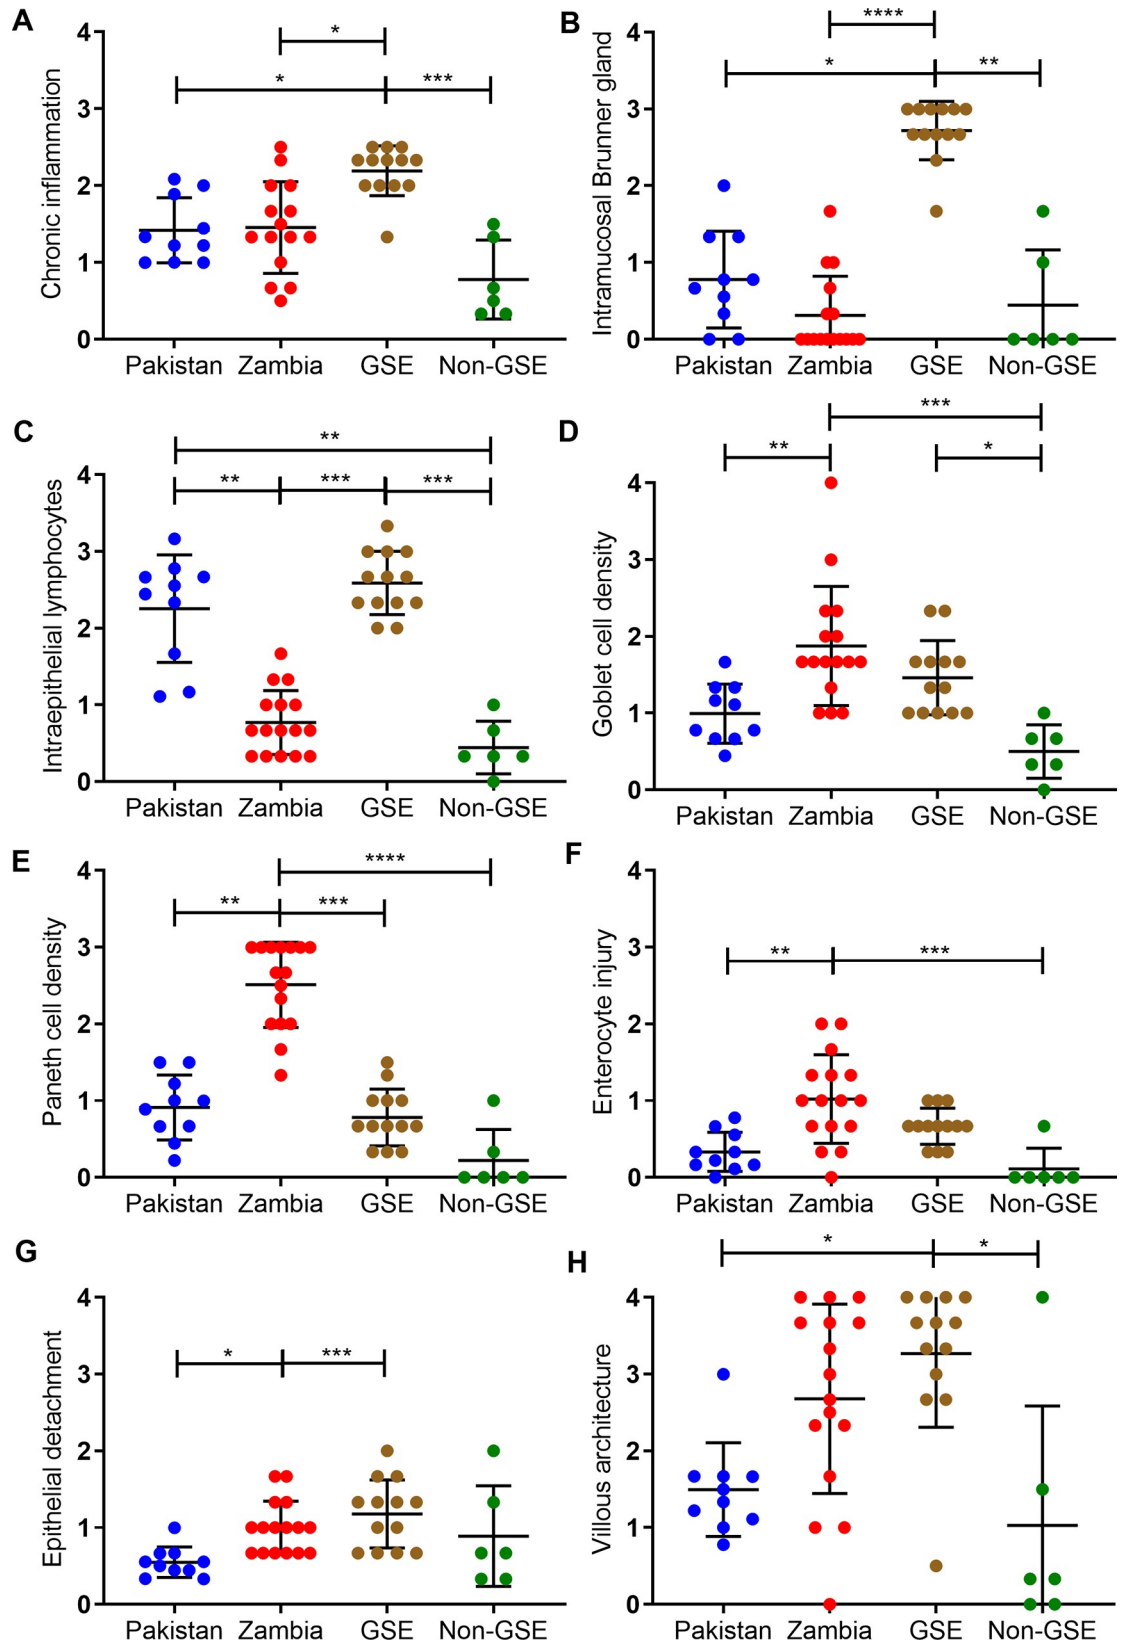 A
Chronic inflammation
4
3
2
1
0
*
*
***
Pakistan Zambia GSE Non-GSE
B
Intramucosal Brunner gland
4
3
2
1
0
****
*
**
Pakistan Zambia GSE Non-GSE
C
Intraepithelial lymphocytes
4
3
2
1
0
**
**
***
***
Pakistan Zambia GSE Non-GSE
D
Goblet cell density
4
3
2
1
0
***
**
*
Pakistan Zambia GSE Non-GSE
E
Paneth cell density
4
3
2
1
0
****
**
***
Pakistan Zambia GSE Non-GSE
F
Enterocyte injury
4
3
2
1
0
**
***
Pakistan Zambia GSE Non-GSE
G
Epithelial detachment
4
3
2
1
0
*
***
Pakistan Zambia GSE Non-GSE
H
Villous architecture
4
3
2
1
0
*
*
Pakistan Zambia GSE Non-GSE